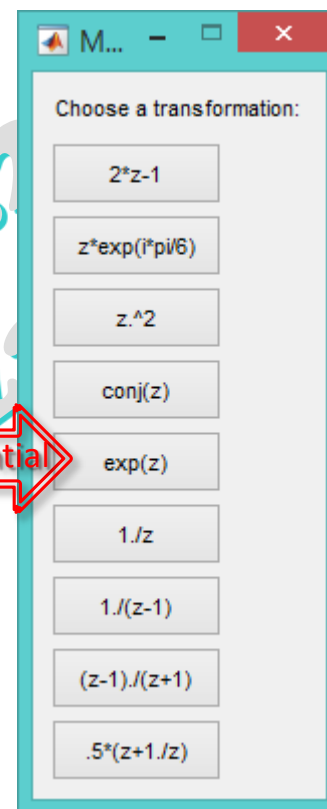 M...
Choose a transformation:
2*z-1
z*exp(i*pi/6)
z.^2
conj(z)
exp(z)
1./z
1./(z-1)
(z-1)./(z+1)
.5*(z+1./z)